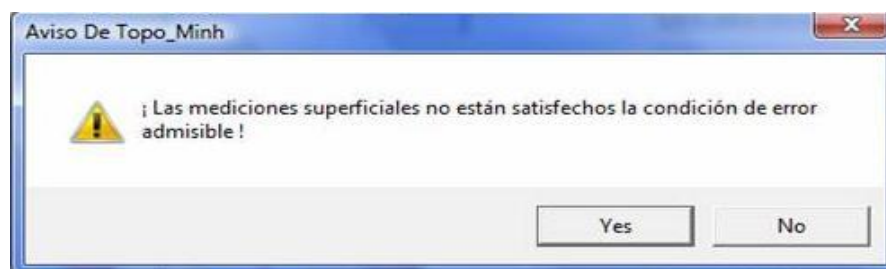 Aviso De Topo_Minh
¡ Las mediciones superficiales no están satisfechos la condición de error
admisible !
Yes
No